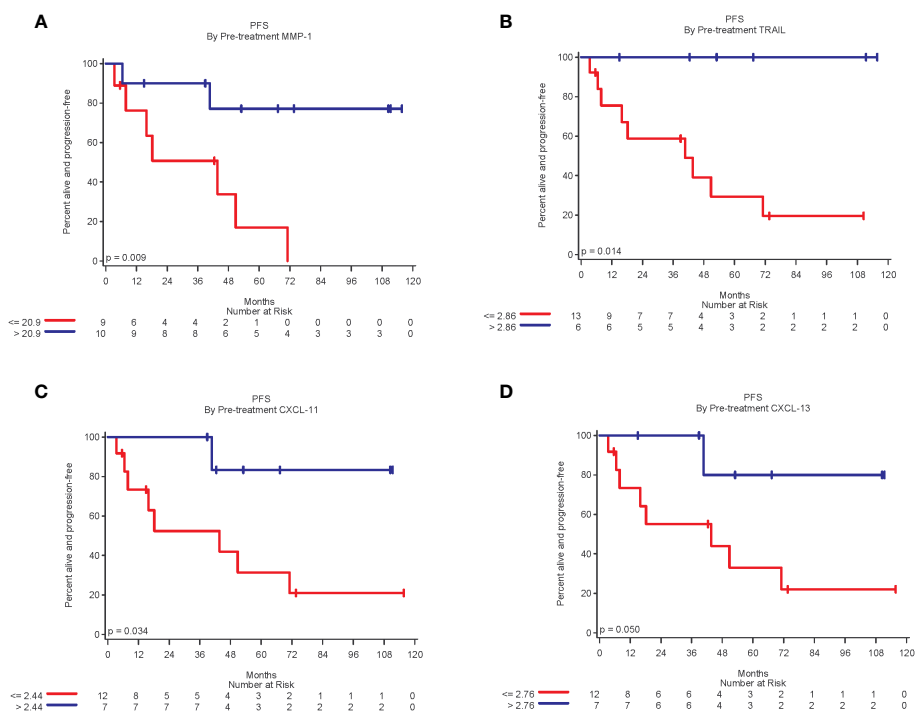 A
PFS
By Pre-treatment MMP-1
Percent alive and progression-free
100
80
60
40
20
0
p = 0.009
0 12 24 36 48 60 72 84 96 108 120
Months
Number at Risk
<= 20.9 9 6 4 4 2 1 0 0 0 0 0
> 20.9 10 9 8 8 6 5 4 3 3 3 0
B
PFS
By Pre-treatment TRAIL
Percent alive and progression-free
100
80
60
40
20
0
p = 0.014
0 12 24 36 48 60 72 84 96 108 120
Months
Number at Risk
<= 2.86 13 9 7 7 4 3 2 1 1 1 0
> 2.86 6 6 5 5 4 3 2 2 2 2 0
C
PFS
By Pre-treatment CXCL-11
Percent alive and progression-free
100
80
60
40
20
0
p = 0.034
0 12 24 36 48 60 72 84 96 108 120
Months
Number at Risk
<= 2.44 12 8 5 5 4 3 2 1 1 1 0
> 2.44 7 7 7 7 4 3 2 2 2 2 0
D
PFS
By Pre-treatment CXCL-13
Percent alive and progression-free
100
80
60
40
20
0
p = 0.050
0 12 24 36 48 60 72 84 96 108 120
Months
Number at Risk
<= 2.76 12 8 6 6 4 3 2 1 1 1 0
> 2.76 7 7 6 6 4 3 2 2 2 2 0